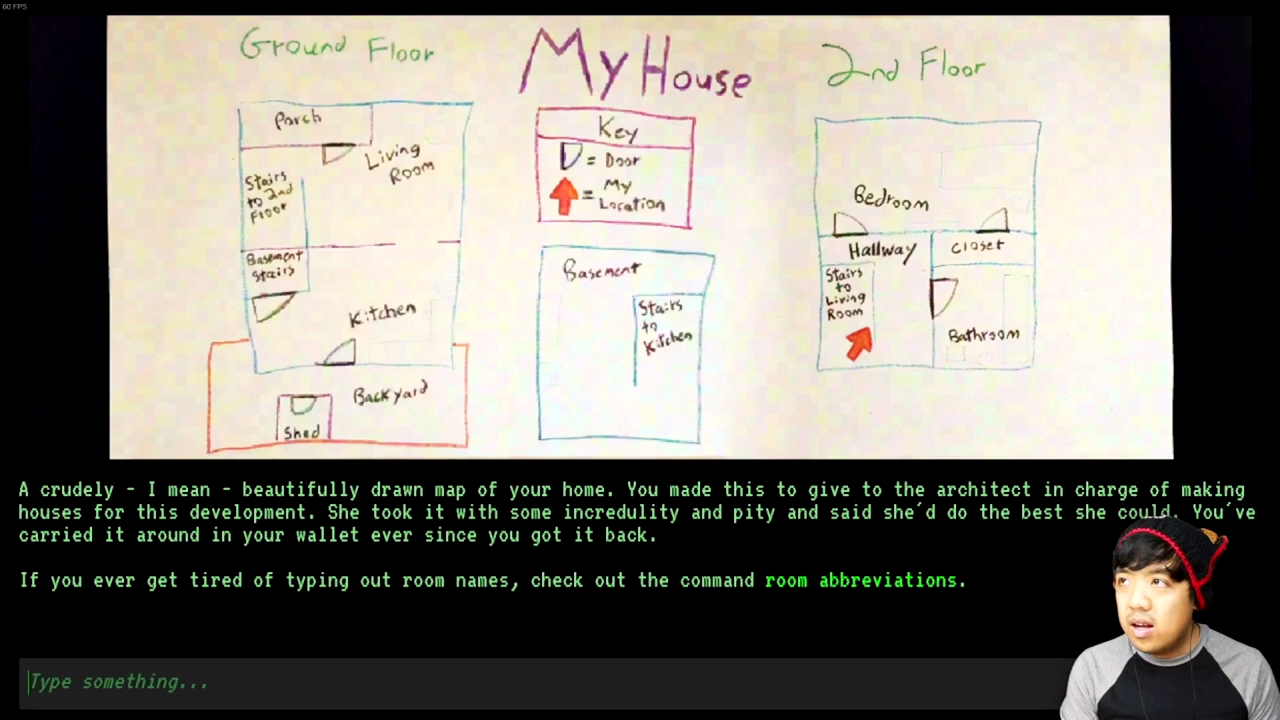 60 FPS
Ground Floor
Porch
Living
Room
Stairs
to 2nd
Floor
Basement
Stairs
Kitchen
Backyard
Shed
My House
Key
= Door
= My
Location
Basement
Stairs
to
Kitchen
2nd Floor
Bedroom
Hallway
Closet
Stairs
to
Living
Room
Bathroom
A crudely - I mean - beautifully drawn map of your home. You made this to give to the architect in charge of making
houses for this development. She took it with some incredulity and pity and said she'd do the best she could. You've
carried it around in your wallet ever since you got it back.
If you ever get tired of typing out room names, check out the command room abbreviations.
Type something...